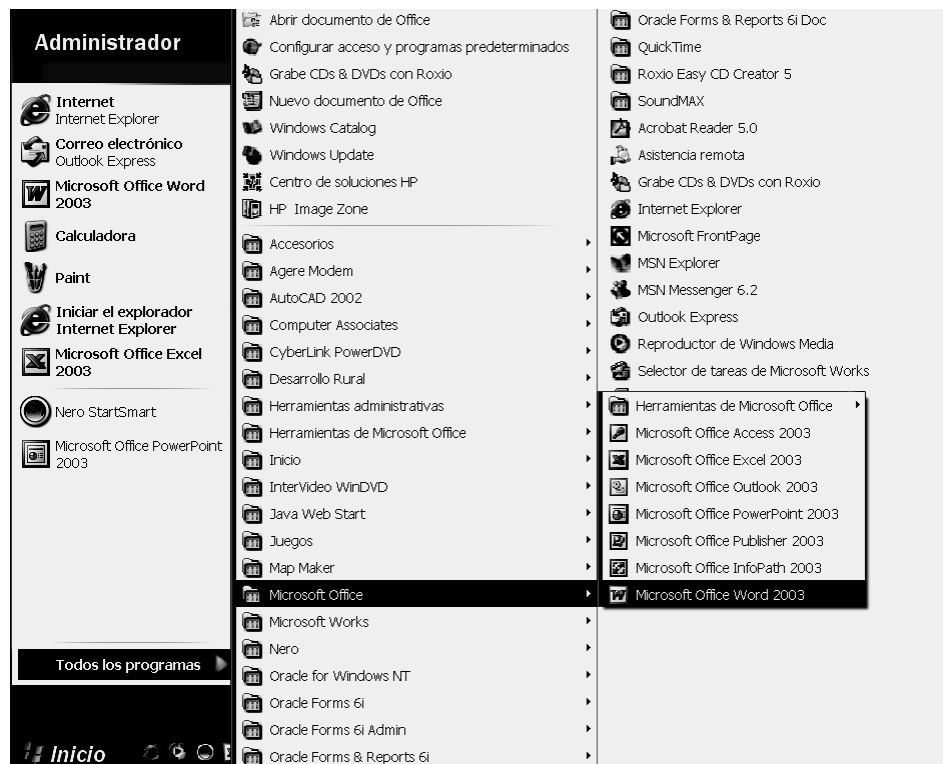 Administrador
Internet
Internet Explorer
Correo electrónico
Outlook Express
Microsoft Office Word
2003
Calculadora
Paint
Iniciar el explorador
Internet Explorer
Microsoft Office Excel
2003
Nero StartSmart
Microsoft Office PowerPoint
2003
Todos los programas
Inicio
Abrir documento de Office
Configurar acceso y programas predeterminados
Grabe CDs & DVDs con Roxio
Nuevo documento de Office
Windows Catalog
Windows Update
Centro de soluciones HP
HP Image Zone
Accesorios
Agere Modem
AutoCAD 2002
Computer Associates
CyberLink PowerDVD
Desarrollo Rural
Herramientas administrativas
Herramientas de Microsoft Office
Inicio
InterVideo WinDVD
Java Web Start
Juegos
Map Maker
Microsoft Office
Microsoft Works
Nero
Oracle for Windows NT
Oracle Forms 6i
Oracle Forms 6i Admin
Oracle Forms & Reports 6i
Oracle Forms & Reports 6i Doc
QuickTime
Roxio Easy CD Creator 5
SoundMAX
Acrobat Reader 5.0
Asistencia remota
Grabe CDs & DVDs con Roxio
Internet Explorer
Microsoft FrontPage
MSN Explorer
MSN Messenger 6.2
Outlook Express
Reproductor de Windows Media
Selector de tareas de Microsoft Works
Herramientas de Microsoft Office
Microsoft Office Access 2003
Microsoft Office Excel 2003
Microsoft Office Outlook 2003
Microsoft Office PowerPoint 2003
Microsoft Office Publisher 2003
Microsoft Office InfoPath 2003
Microsoft Office Word 2003